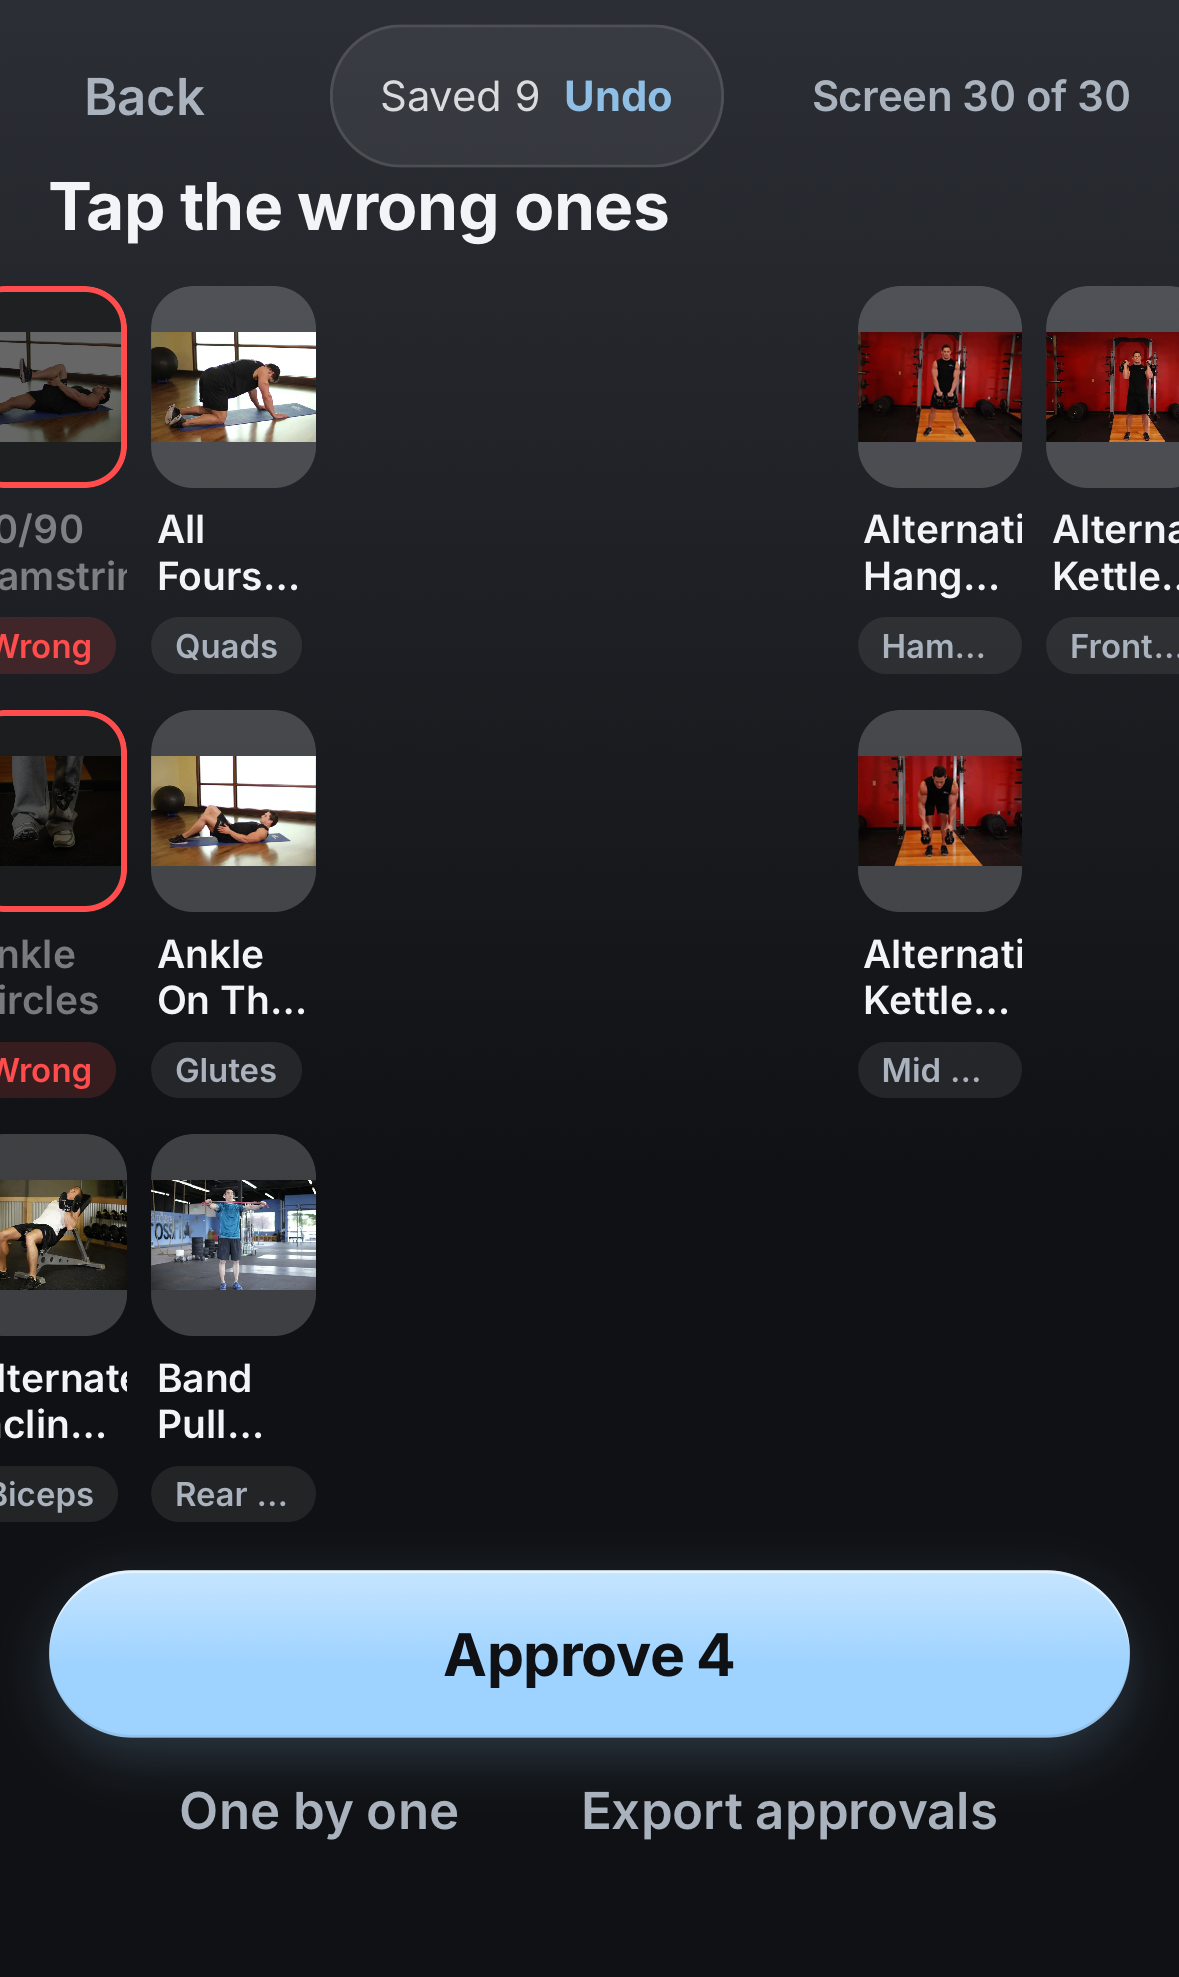 Back
Saved 9 Undo
Screen 30 of 30
Tap the wrong ones
0/90
amstrin
Wrong
All
Fours...
Quads
Alternati
Hang...
Ham...
Alterna
Kettle..
Front...
nkle
ircles
Wrong
Ankle
On Th...
Glutes
Alternati
Kettle...
Mid ...
lternate
clin...
Biceps
Band
Pull...
Rear ...
Approve 4
One by one
Export approvals